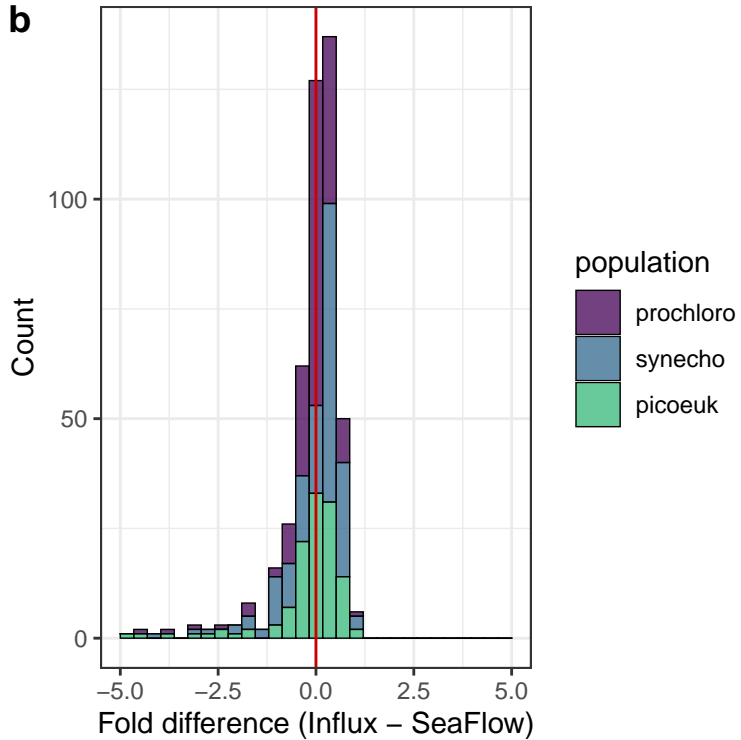 b
Count
100
50
0
−5.0 −2.5 0.0 2.5 5.0
Fold difference (Influx − SeaFlow)
population
prochloro
synecho
picoeuk